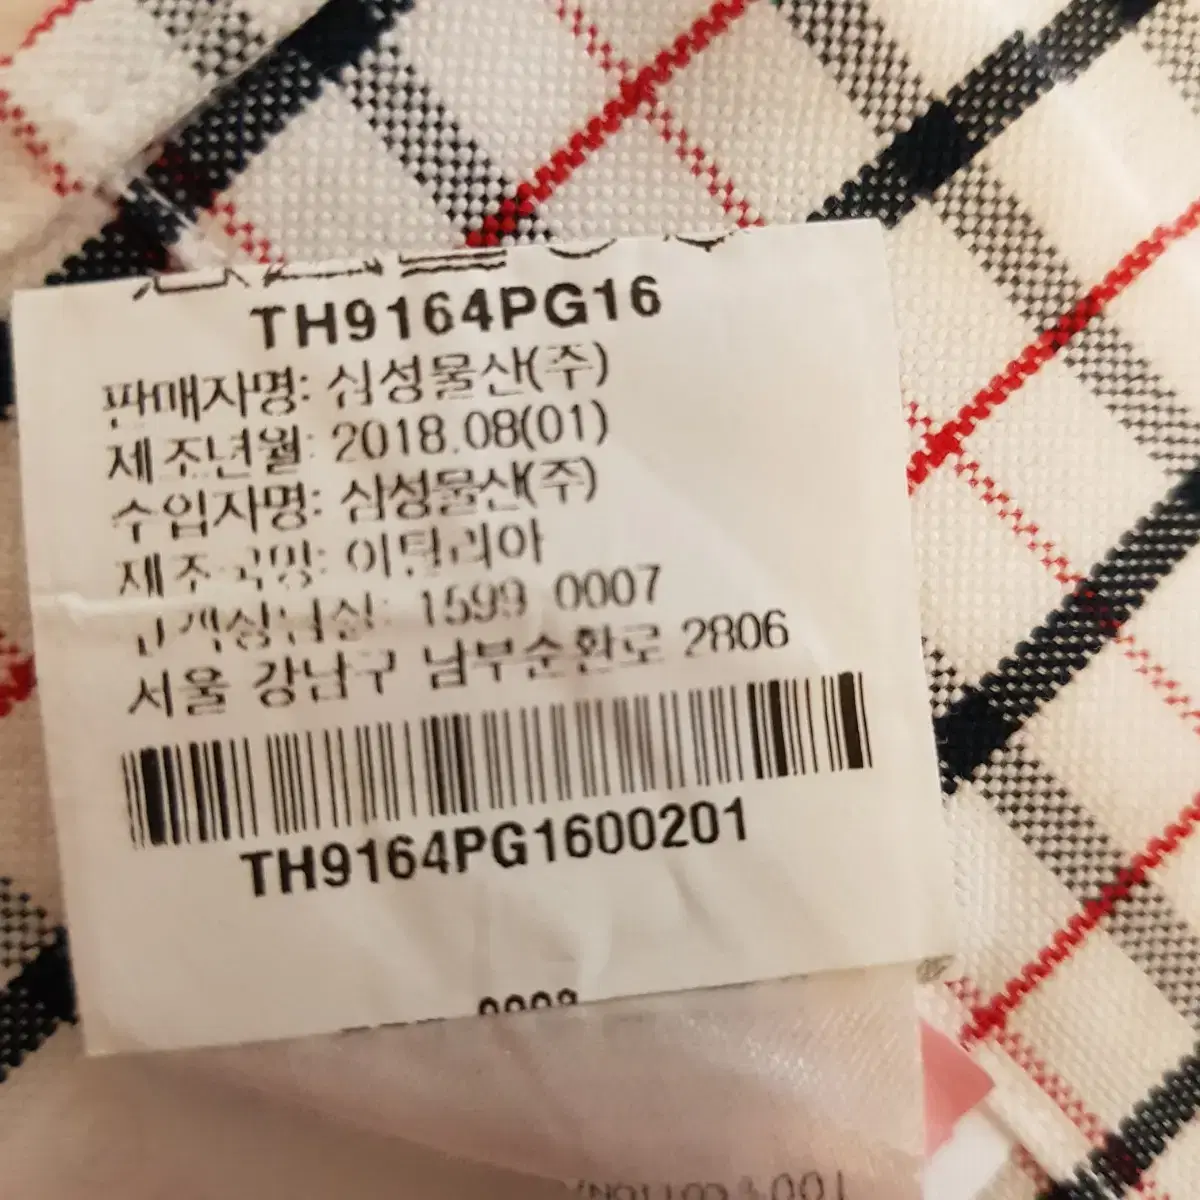 TH9164PG16
판매자명: 삼성물산(주)
제조년월: 2018.08(01)
수입자명: 삼성물산(주)
제조국명: 이탈리아
고객상담실: 1599 0007
서울 강남구 남부순환로 2806
TH9164PG1600201